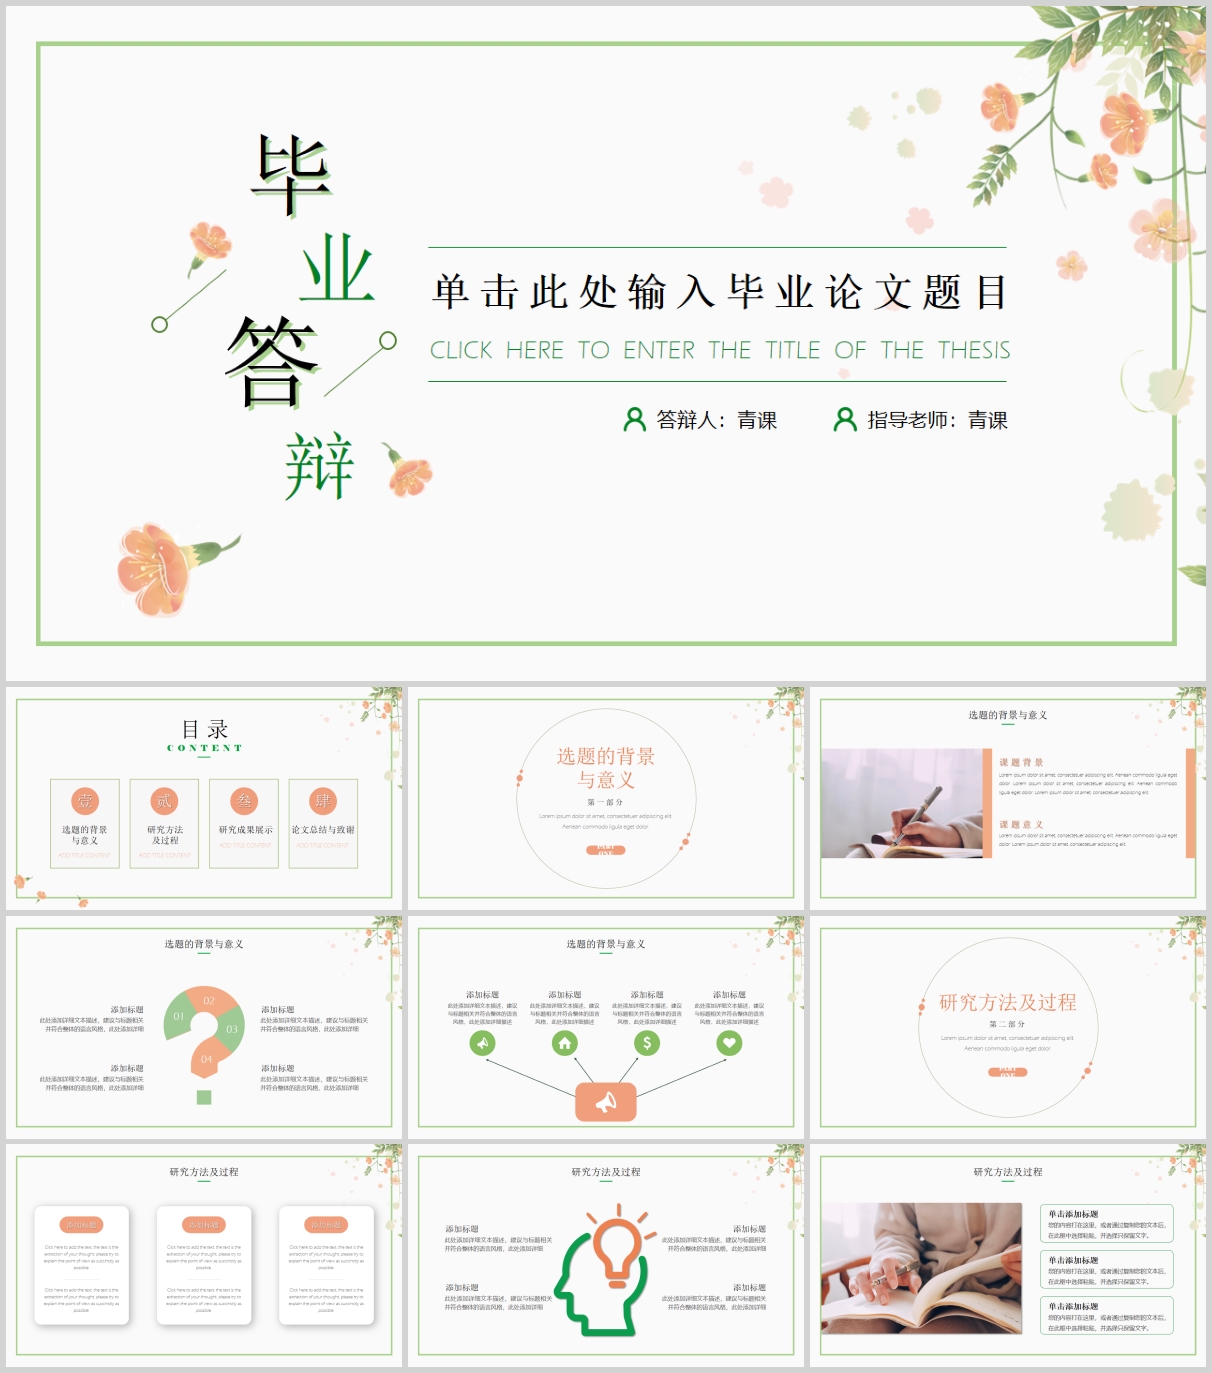 毕
业
答
辩
单击此处输入毕业论文题目
CLICK HERE TO ENTER THE TITLE OF THE THESIS
答辩人：青课
指导老师：青课
目录
CONTENT
壹
贰
叁
肆
选题的背景
与意义
研究方法
及过程
研究成果展示
论文总结与致谢
ADD TITLE CONTENT
ADD TITLE CONTENT
ADD TITLE CONTENT
ADD TITLE CONTENT
选题的背景
与意义
第一部分
Lorem ipsum dolor sit amet, consectetuer adipiscing elit.
Aenean commodo ligula eget dolor
选题的背景与意义
课题背景
Lorem ipsum dolor sit amet, consectetuer adipiscing elit. Aenean commodo ligula eget
dolor. Lorem ipsum dolor sit amet, consectetuer adipiscing elit. Aenean commodo
ligula eget dolor. Lorem ipsum dolor sit amet, consectetuer adipiscing elit.
课题意义
Lorem ipsum dolor sit amet, consectetuer adipiscing elit. Aenean commodo ligula eget
dolor. Lorem ipsum dolor sit amet, consectetuer adipiscing elit.
选题的背景与意义
01
02
03
04
添加标题
此处添加详细文本描述，建议与标题相关
并符合整体的语言风格，此处添加详细
添加标题
此处添加详细文本描述，建议与标题相关
并符合整体的语言风格，此处添加详细
添加标题
此处添加详细文本描述，建议与标题相关
并符合整体的语言风格，此处添加详细
添加标题
此处添加详细文本描述，建议与标题相关
并符合整体的语言风格，此处添加详细
选题的背景与意义
添加标题
此处添加详细文本描述，建议
与标题相关并符合整体的语言
风格，此处添加详细描述
添加标题
此处添加详细文本描述，建议
与标题相关并符合整体的语言
风格，此处添加详细描述
添加标题
此处添加详细文本描述，建议
与标题相关并符合整体的语言
风格，此处添加详细描述
添加标题
此处添加详细文本描述，建议
与标题相关并符合整体的语言
风格，此处添加详细描述
$
研究方法及过程
第二部分
Lorem ipsum dolor sit amet, consectetuer adipiscing elit.
Aenean commodo ligula eget dolor
研究方法及过程
添加标题
Click here to add the text, the text is the
extraction of your thought, please try to
explain the point of view as succinctly as
possible
Click here to add the text, the text is the
extraction of your thought, please try to
explain the point of view as succinctly as
possible
添加标题
Click here to add the text, the text is the
extraction of your thought, please try to
explain the point of view as succinctly as
possible
Click here to add the text, the text is the
extraction of your thought, please try to
explain the point of view as succinctly as
possible
添加标题
Click here to add the text, the text is the
extraction of your thought, please try to
explain the point of view as succinctly as
possible
Click here to add the text, the text is the
extraction of your thought, please try to
explain the point of view as succinctly as
possible
研究方法及过程
添加标题
此处添加详细文本描述，建议与标题相关
并符合整体的语言风格，此处添加详细
添加标题
此处添加详细文本描述，建议与标题相关
并符合整体的语言风格，此处添加详细
添加标题
此处添加详细文本描述，建议与标题相关
并符合整体的语言风格，此处添加详细
添加标题
此处添加详细文本描述，建议与标题相关
并符合整体的语言风格，此处添加详细
研究方法及过程
单击添加标题
您的内容打在这里，或者通过复制您的文本后，
在此框中选择粘贴，并选择只保留文字。
单击添加标题
您的内容打在这里，或者通过复制您的文本后，
在此框中选择粘贴，并选择只保留文字。
单击添加标题
您的内容打在这里，或者通过复制您的文本后，
在此框中选择粘贴，并选择只保留文字。